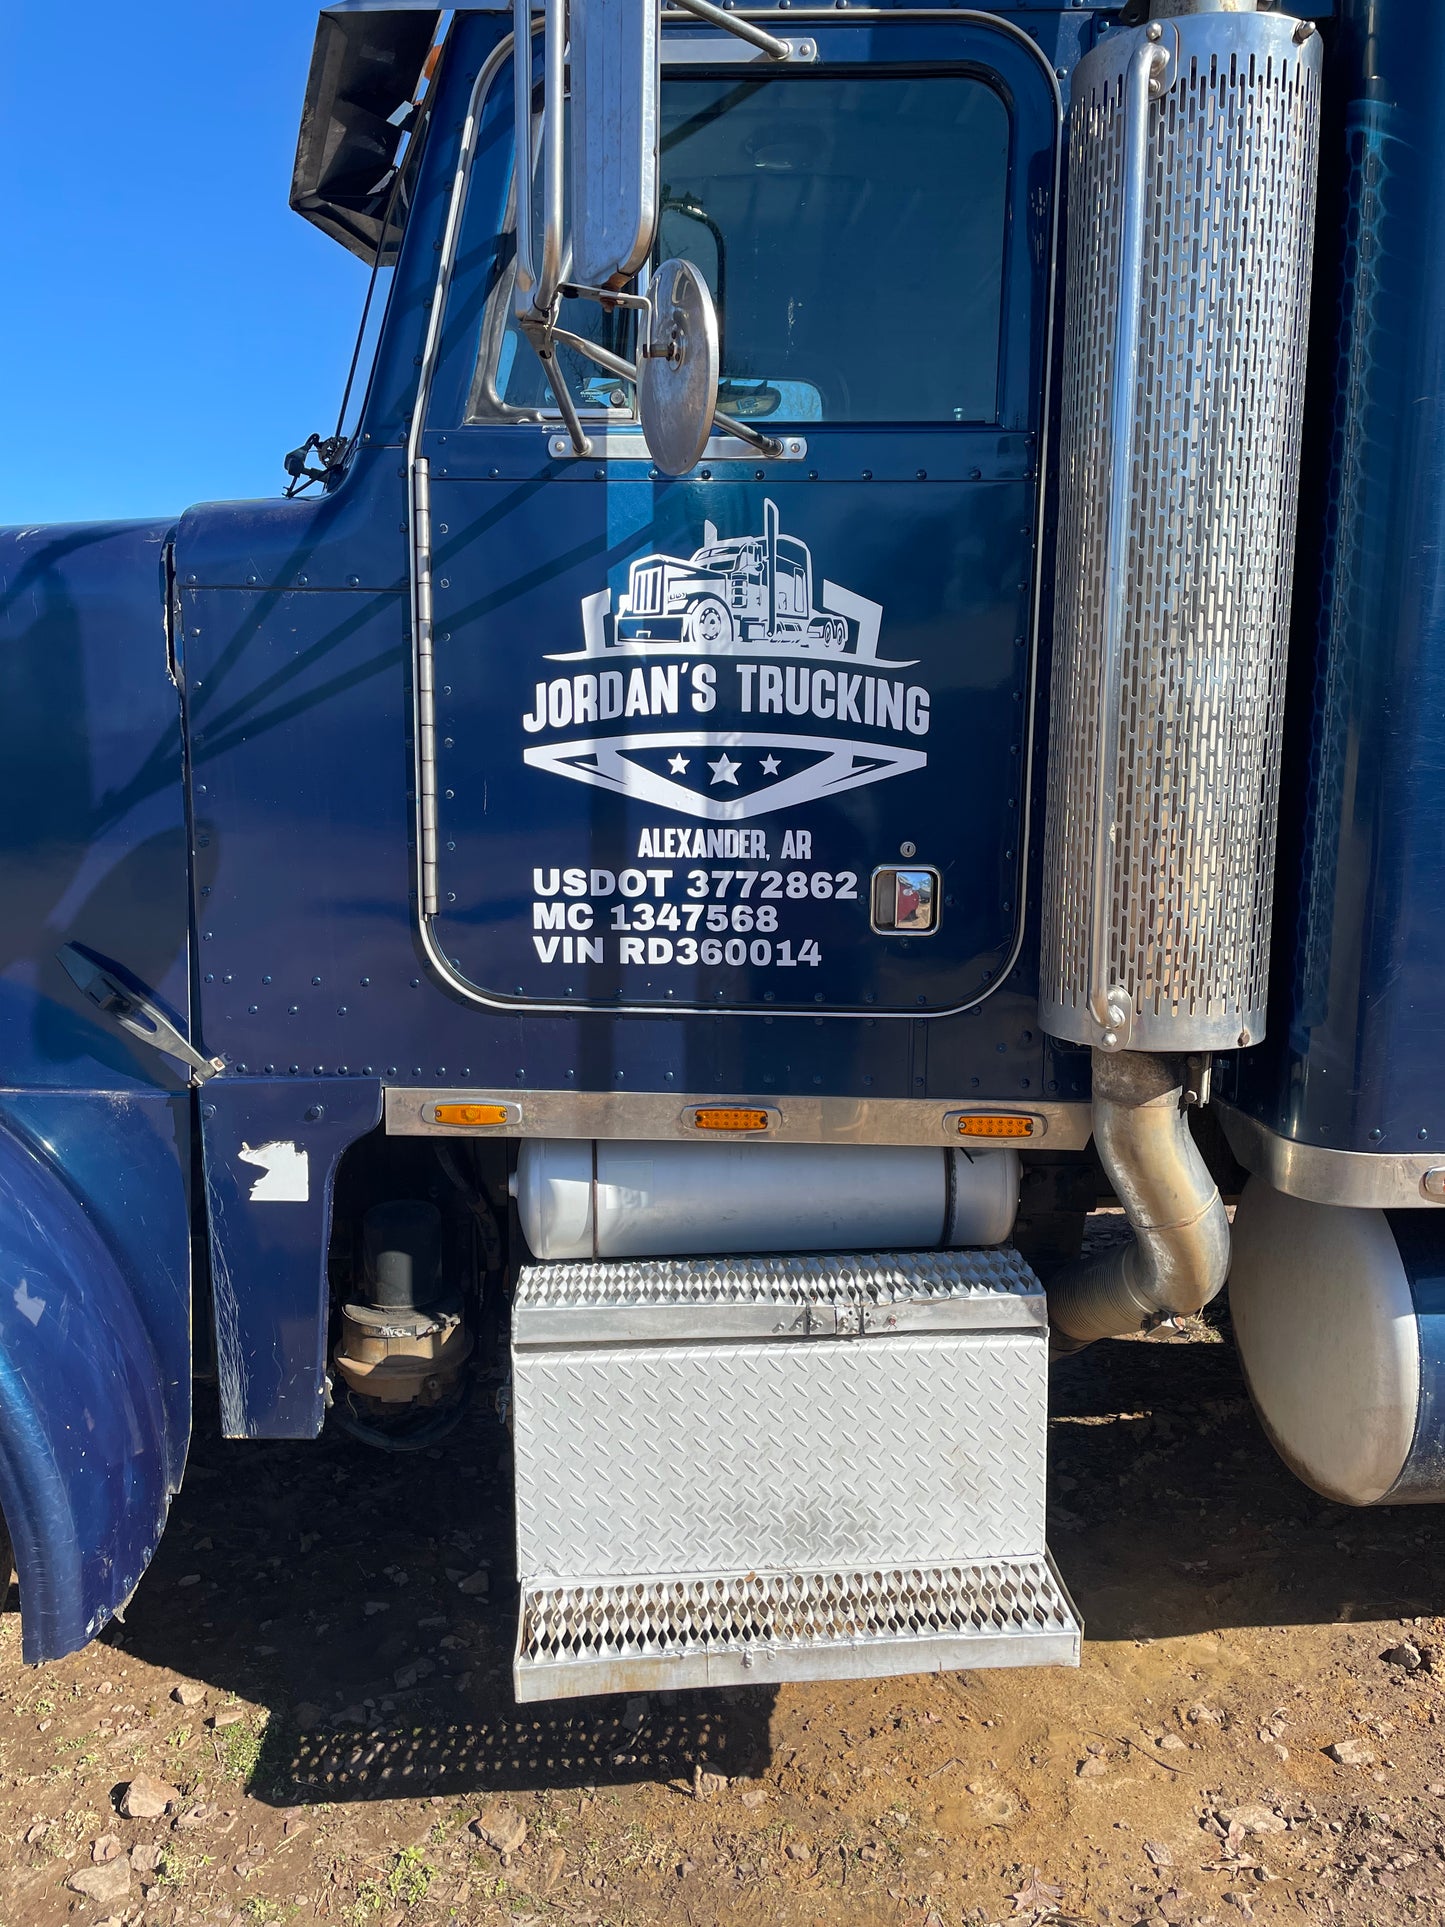 JORDAN'S TRUCKING
ALEXANDER, AR
USDOT 3772862
MC 1347568
VIN RD360014